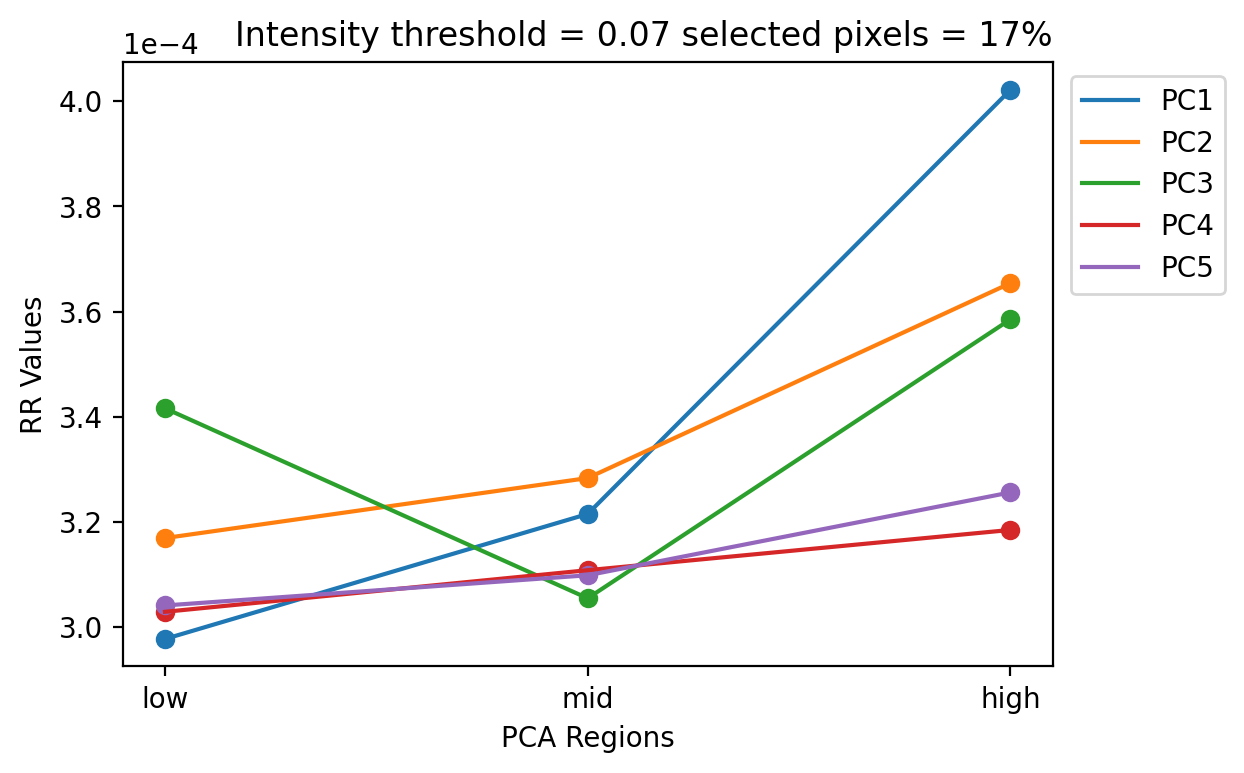 Intensity threshold = 0.07 selected pixels = 17%
1e−4
4.0
3.8
3.6
3.4
3.2
3.0
RR Values
low mid high
PCA Regions
PC1
PC2
PC3
PC4
PC5